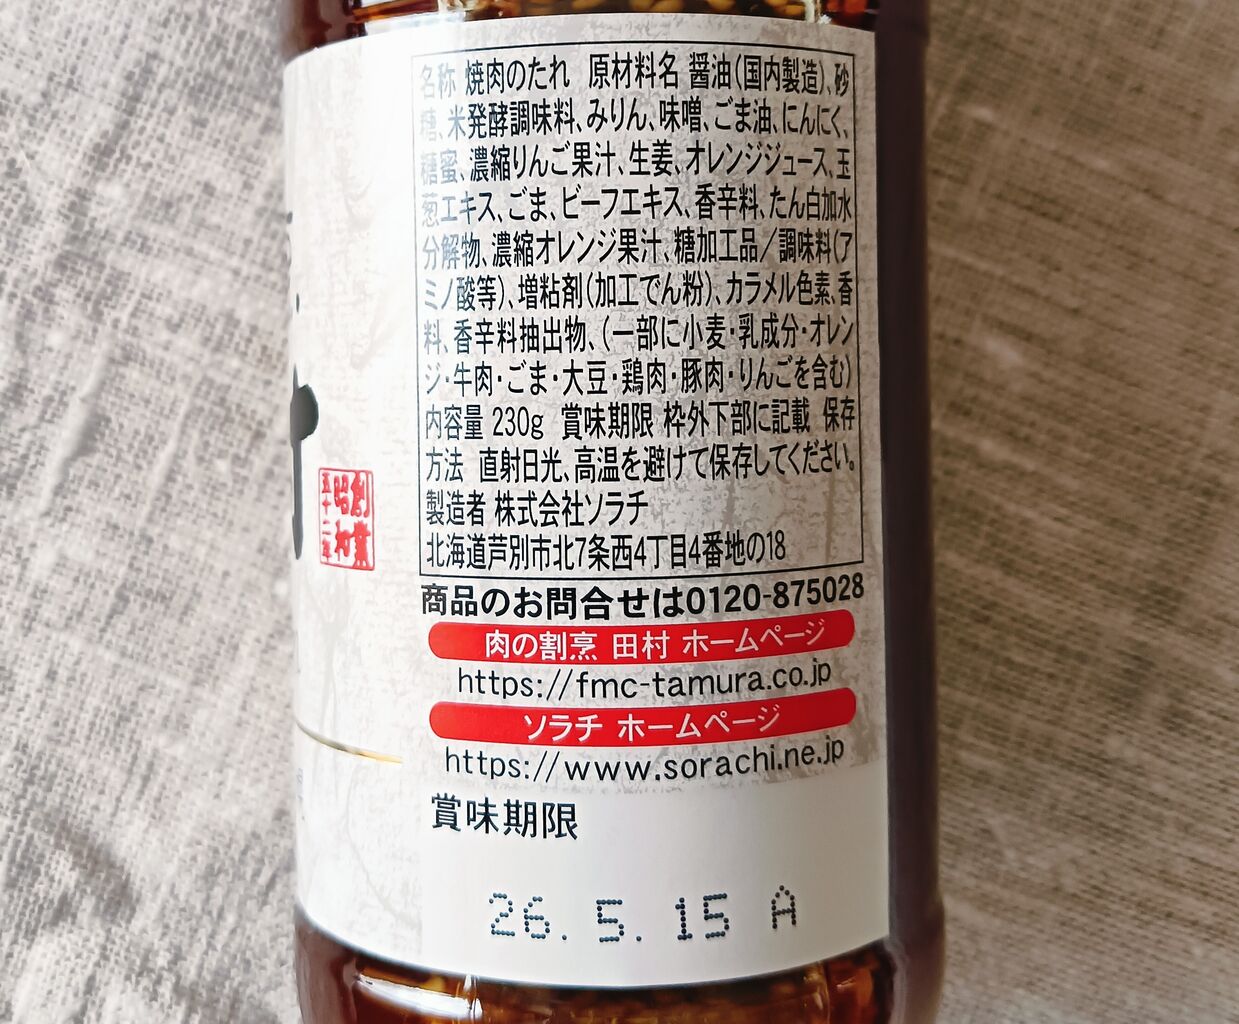 名称 焼肉のたれ 原材料名 醤油(国内製造)、砂
糖、米発酵調味料、みりん、味噌、ごま油、にんにく、
糖蜜、濃縮りんご果汁、生姜、オレンジジュース、玉
葱エキス、ごま、ビーフエキス、香辛料、たん白加水
分解物、濃縮オレンジ果汁、糖加工品／調味料(ア
ミノ酸等)、増粘剤(加工でん粉)、カラメル色素、香
料、香辛料抽出物、(一部に小麦・乳成分・オレン
ジ・牛肉・ごま・大豆・鶏肉・豚肉・りんごを含む)
内容量 230g 賞味期限 枠外下部に記載 保存
方法 直射日光、高温を避けて保存してください。
製造者 株式会社ソラチ
北海道芦別市北7条西4丁目4番地の18
商品のお問合せは0120-875028
肉の割烹 田村 ホームページ
https://fmc-tamura.co.jp
ソラチ ホームページ
https://www.sorachi.ne.jp
賞味期限
26. 5. 15 A
創業
昭和
五十二年